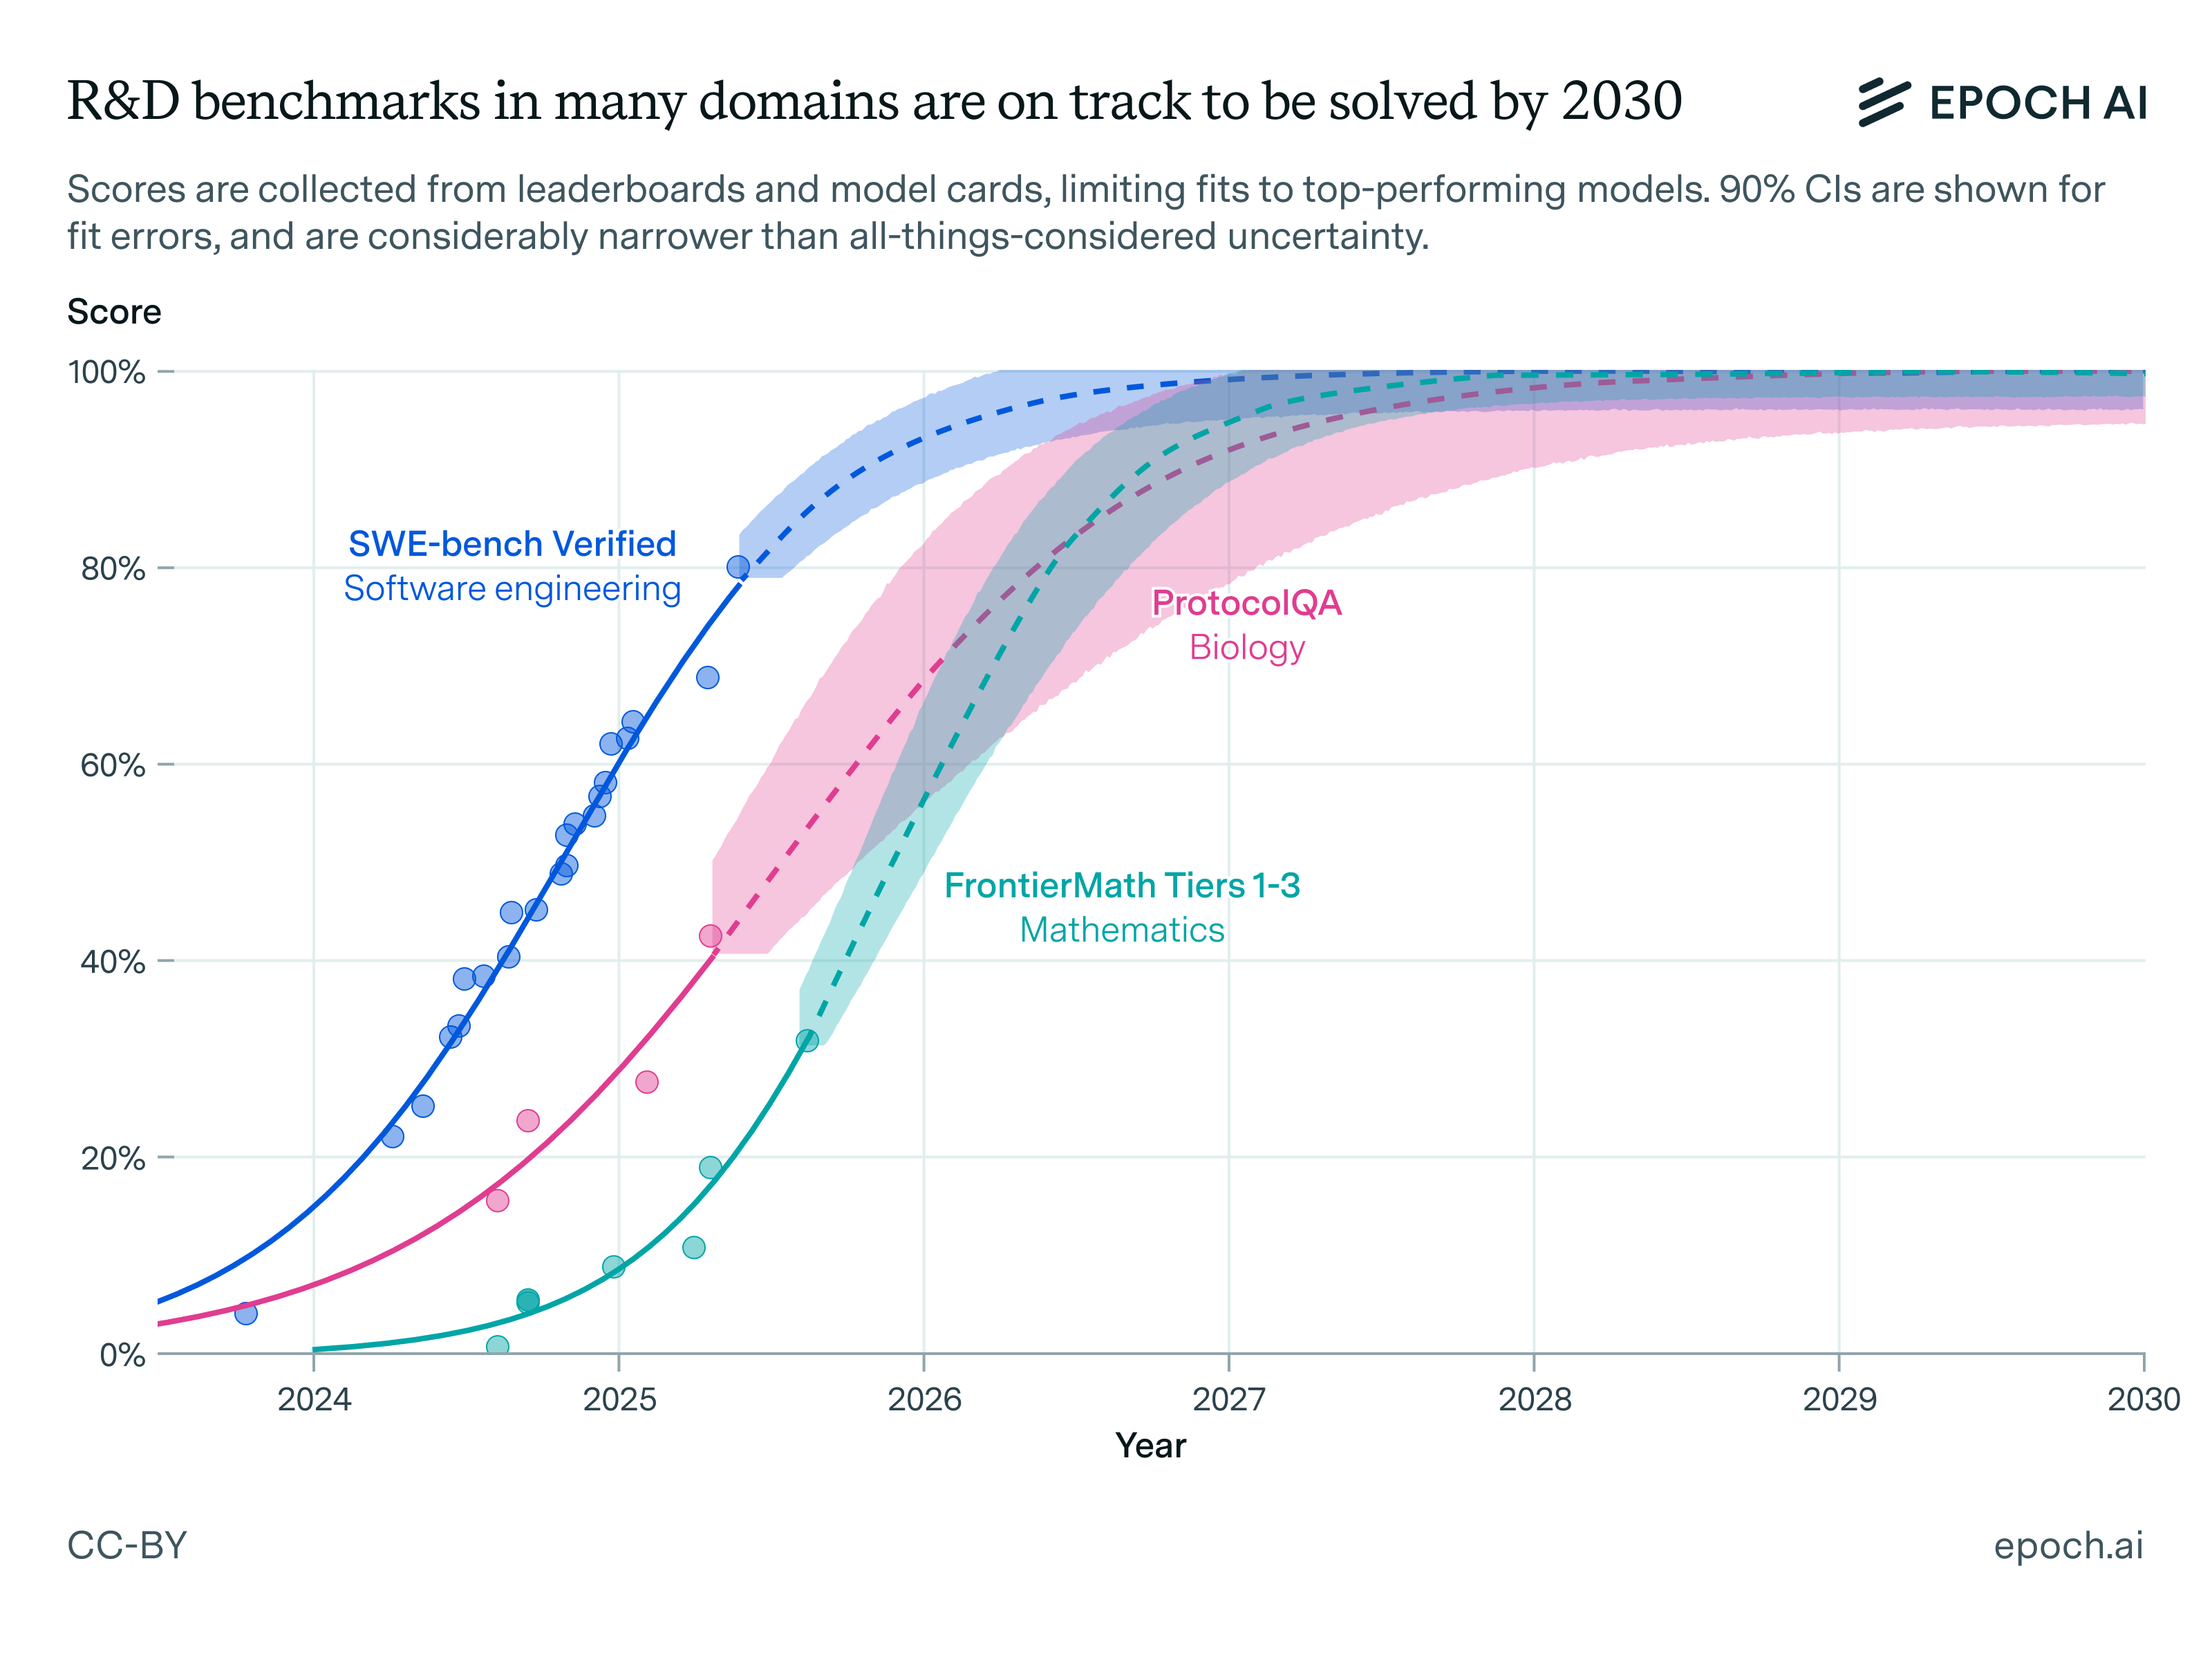 R&D benchmarks in many domains are on track to be solved by 2030
EPOCH AI
Scores are collected from leaderboards and model cards, limiting fits to top-performing models. 90% CIs are shown for
fit errors, and are considerably narrower than all-things-considered uncertainty.
Score
100%
80%
60%
40%
20%
0%
SWE-bench Verified
Software engineering
ProtocolQA
Biology
FrontierMath Tiers 1-3
Mathematics
2024
2025
2026
2027
2028
2029
2030
Year
CC-BY
epoch.ai